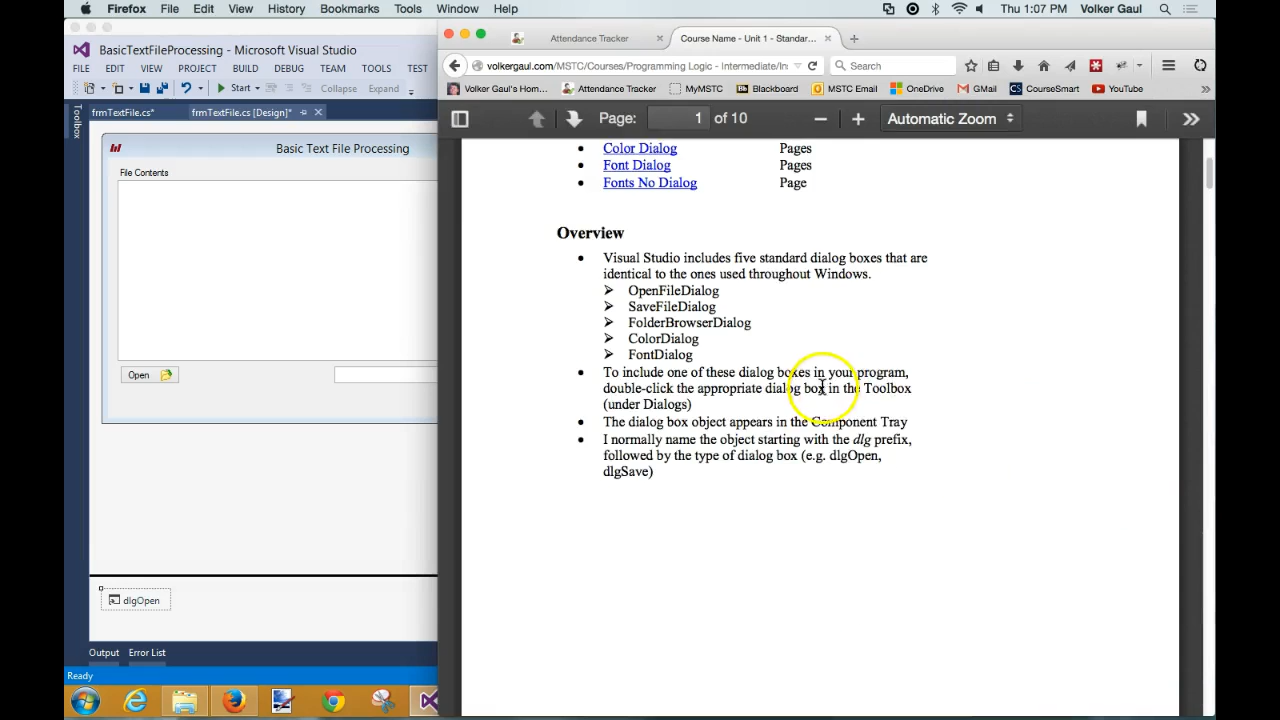 Firefox File Edit View History Bookmarks Tools Window Help Thu 1:07 PM Volker Gaul
BasicTextFileProcessing - Microsoft Visual Studio
FILE EDIT VIEW PROJECT BUILD DEBUG TEAM TOOLS TEST
Start Collapse Expand
frmTextFile.cs* frmTextFile.cs [Design]*
Toolbox
Basic Text File Processing
File Contents
Open
dlgOpen
Output Error List
Ready
Attendance Tracker Course Name - Unit 1 - Standar...
volkergaul.com/MSTC/Courses/Programming Logic - Intermediate/In Search
Volker Gaul's Hom... Attendance Tracker MyMSTC Blackboard MSTC Email OneDrive GMail CourseSmart YouTube
Page: 1 of 10 Automatic Zoom
• Color Dialog Pages
• Font Dialog Pages
• Fonts No Dialog Page
Overview
• Visual Studio includes five standard dialog boxes that are
identical to the ones used throughout Windows.
➢ OpenFileDialog
➢ SaveFileDialog
➢ FolderBrowserDialog
➢ ColorDialog
➢ FontDialog
• To include one of these dialog boxes in your program,
double-click the appropriate dialog box in the Toolbox
(under Dialogs)
• The dialog box object appears in the Component Tray
• I normally name the object starting with the dlg prefix,
followed by the type of dialog box (e.g. dlgOpen,
dlgSave)